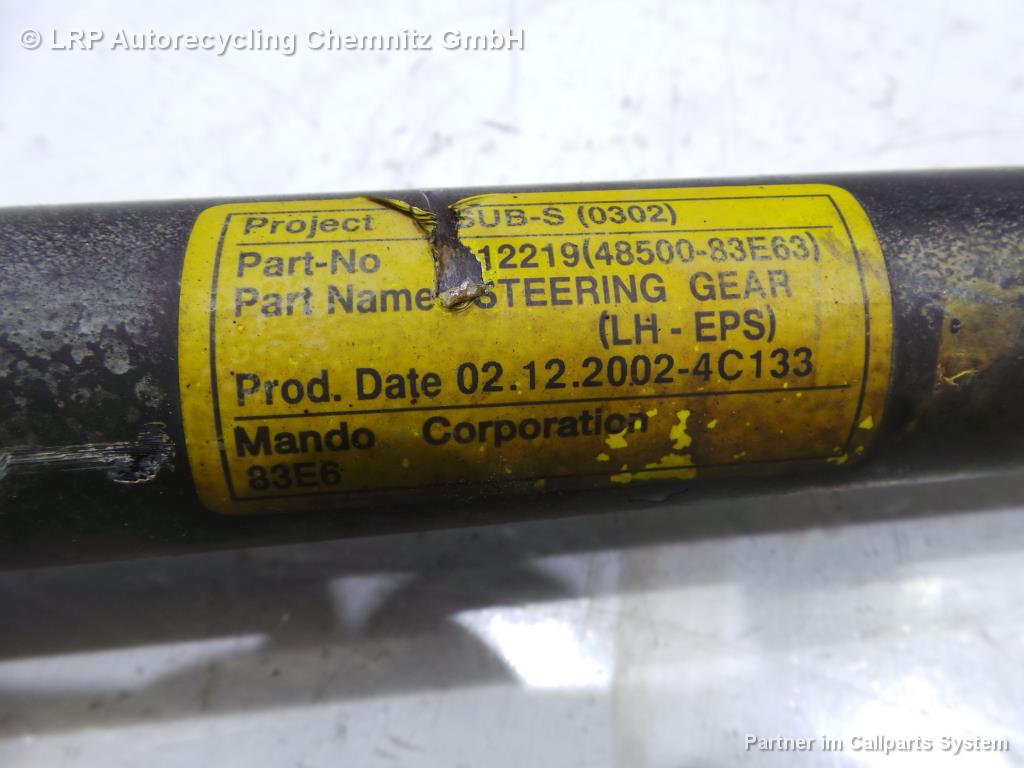 © LRP Autorecycling Chemnitz GmbH
Project SUB-S (0302)
Part-No 12219(48500-83E63)
Part Name STEERING GEAR
(LH - EPS)
Prod. Date 02.12.2002-4C133
Mando Corporation
83E6
Partner im Callparts System